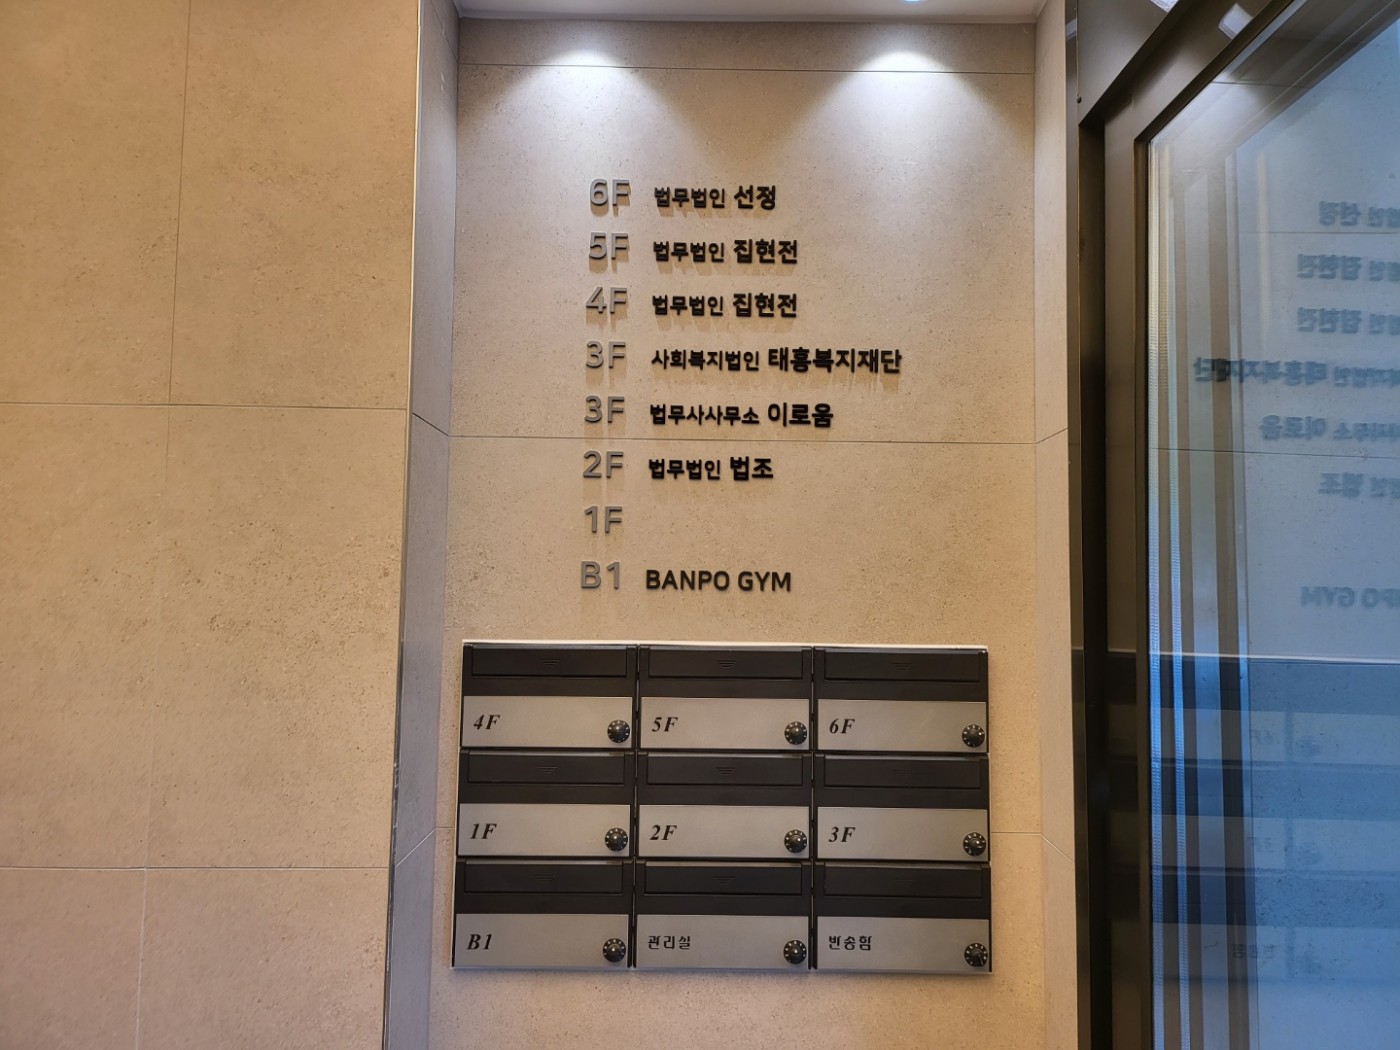 6F 법무법인 선정
5F 법무법인 집현전
4F 법무법인 집현전
3F 사회복지법인 태흥복지재단
3F 법무사사무소 이로움
2F 법무법인 법조
1F
B1 BANPO GYM
4F 5F 6F
1F 2F 3F
B1 관리실 반송함